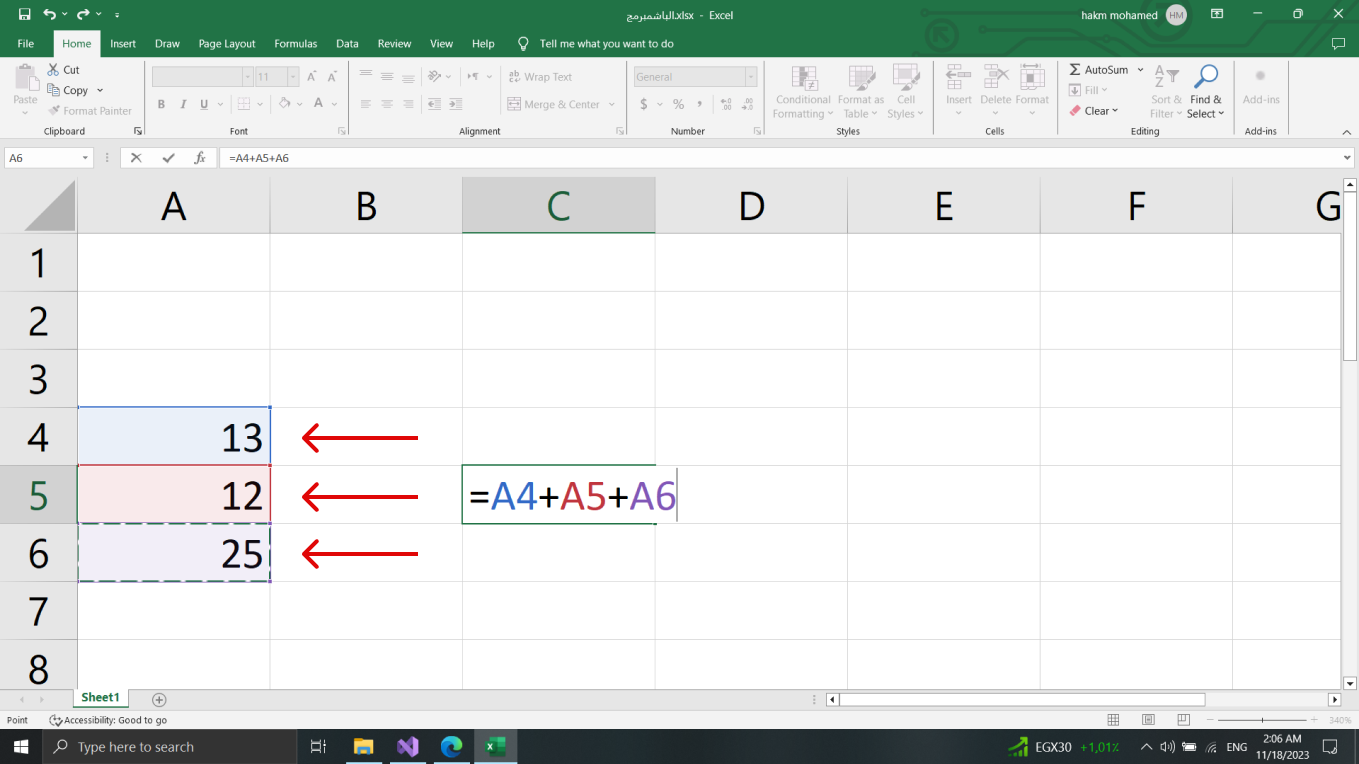 الباشمبرمج.xlsx - Excel
hakm mohamed HM
File Home Insert Draw Page Layout Formulas Data Review View Help Tell me what you want to do
Paste
Cut
Copy
Format Painter
Clipboard
11
B I U
A
Font
Wrap Text
Merge & Center
Alignment
General
$ % ,
Number
Conditional Formatting
Format as Table
Cell Styles
Styles
Insert
Delete
Format
Cells
AutoSum
Fill
Clear
Sort & Filter
Find & Select
Editing
Add-ins
Add-ins
A6 fx =A4+A5+A6
A B C D E F G
1
2
3
4 13
5 12 =A4+A5+A6
6 25
7
8
Sheet1
Point Accessibility: Good to go 340%
Type here to search EGX30 +1,01% ENG 2:06 AM
11/18/2023